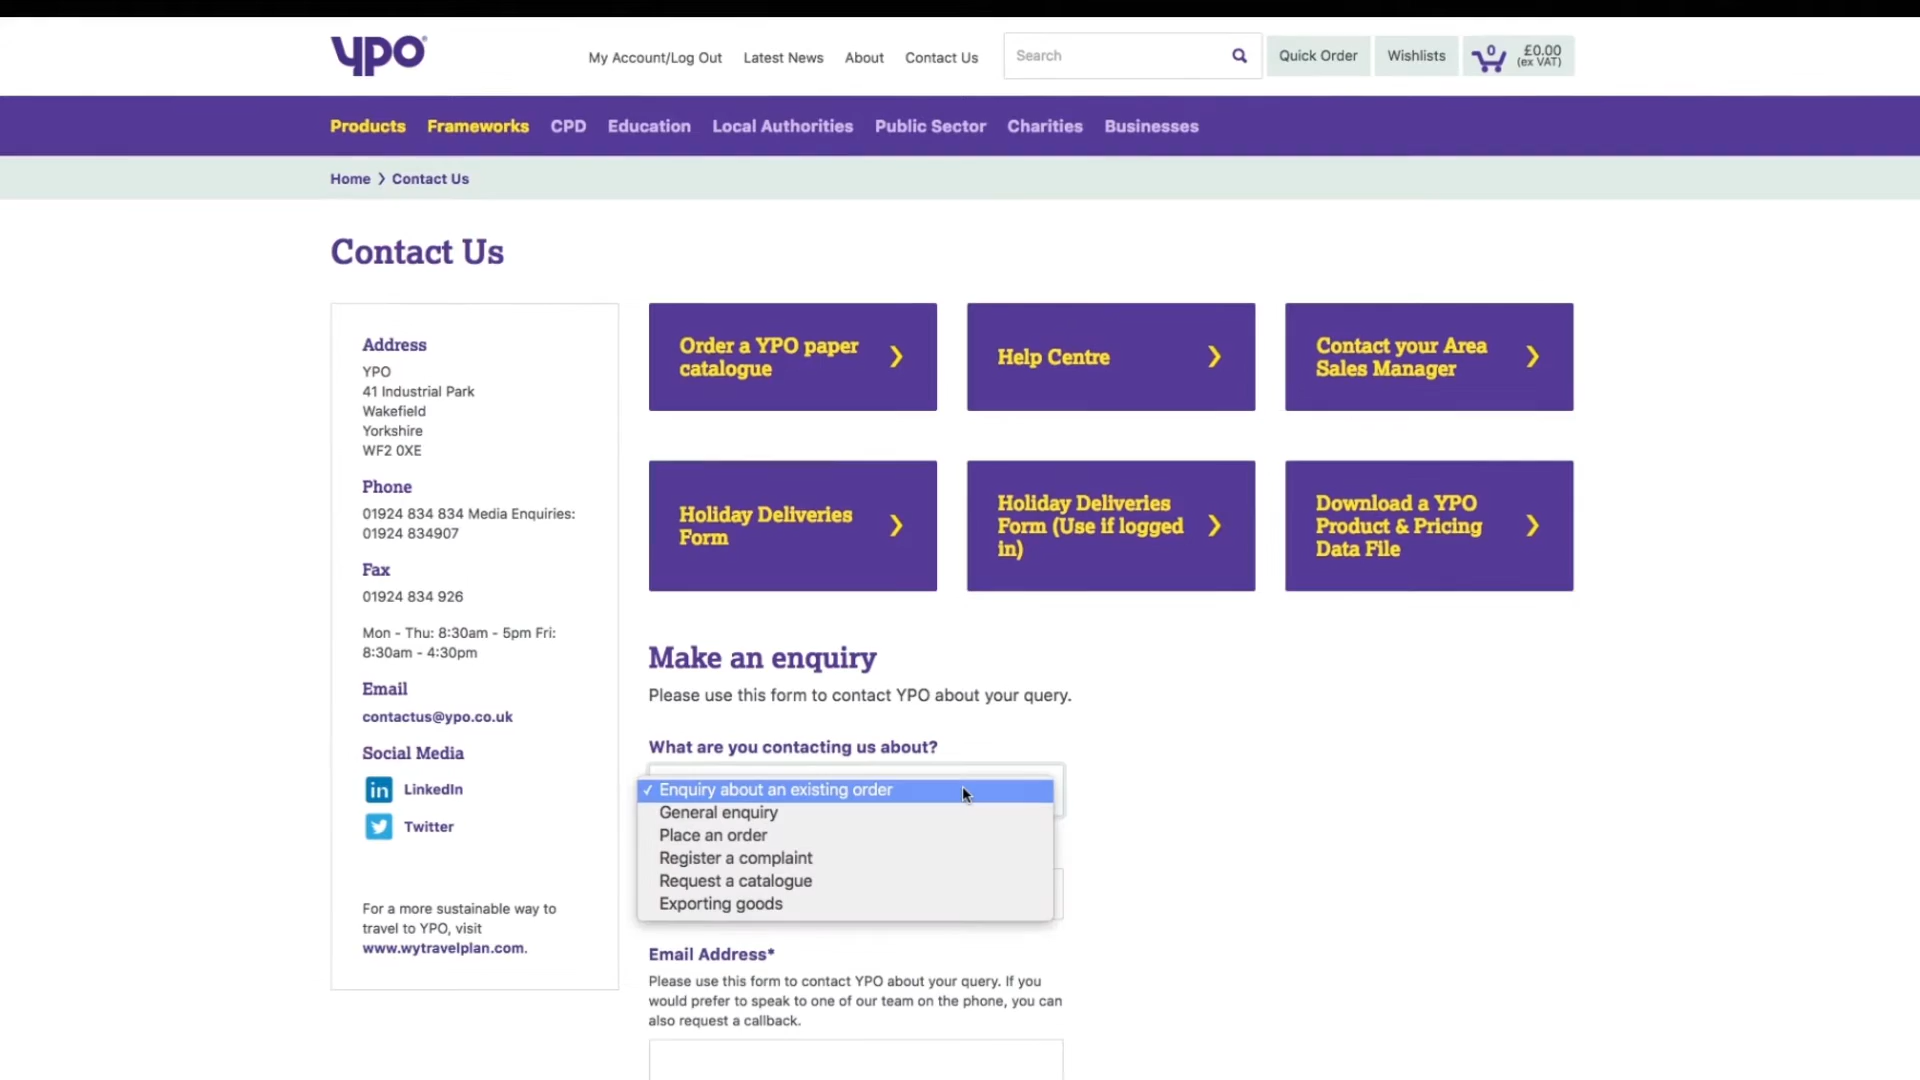 ypo
My Account/Log Out
Latest News
About
Contact Us
Search
Quick Order
Wishlists
0
£0.00
(ex VAT)
Products
Frameworks
CPD
Education
Local Authorities
Public Sector
Charities
Businesses
Home
Contact Us
Contact Us
Address
YPO
41 Industrial Park
Wakefield
Yorkshire
WF2 0XE
Phone
01924 834 834 Media Enquiries:
01924 834907
Fax
01924 834 926
Mon - Thu: 8:30am - 5pm Fri:
8:30am - 4:30pm
Email
contactus@ypo.co.uk
Social Media
in LinkedIn
Twitter
For a more sustainable way to
travel to YPO, visit
www.wytravelplan.com.
Order a YPO paper
catalogue
Help Centre
Contact your Area
Sales Manager
Holiday Deliveries
Form
Holiday Deliveries
Form (Use if logged
in)
Download a YPO
Product & Pricing
Data File
Make an enquiry
Please use this form to contact YPO about your query.
What are you contacting us about?
✓ Enquiry about an existing order
General enquiry
Place an order
Register a complaint
Request a catalogue
Exporting goods
Email Address*
Please use this form to contact YPO about your query. If you
would prefer to speak to one of our team on the phone, you can
also request a callback.